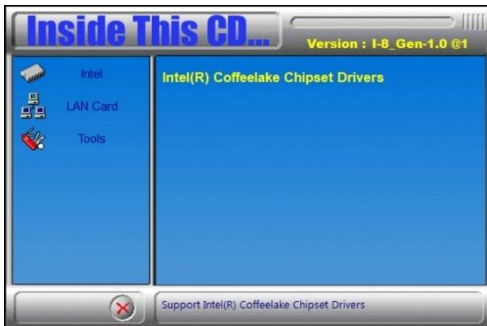 Inside This CD...
Version : I-8_Gen-1.0 @1
Intel
LAN Card
Tools
Intel(R) Coffeelake Chipset Drivers
Support Intel(R) Coffeelake Chipset Drivers